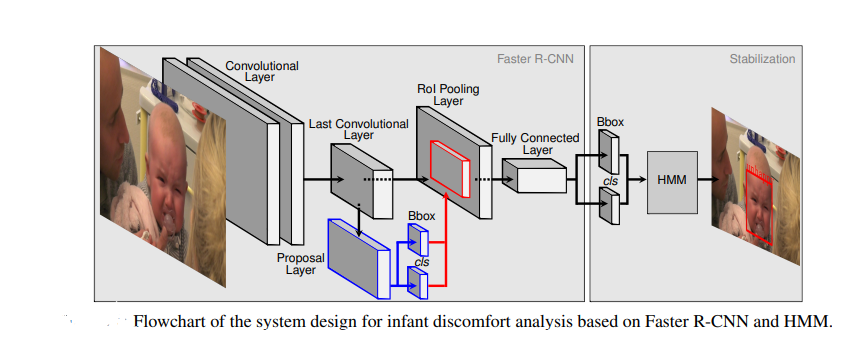 Faster R-CNN
Stabilization
Convolutional
Layer
Last Convolutional
Layer
RoI Pooling
Layer
Fully Connected
Layer
Bbox
cls
HMM
Proposal
Layer
Bbox
cls
Flowchart of the system design for infant discomfort analysis based on Faster R-CNN and HMM.